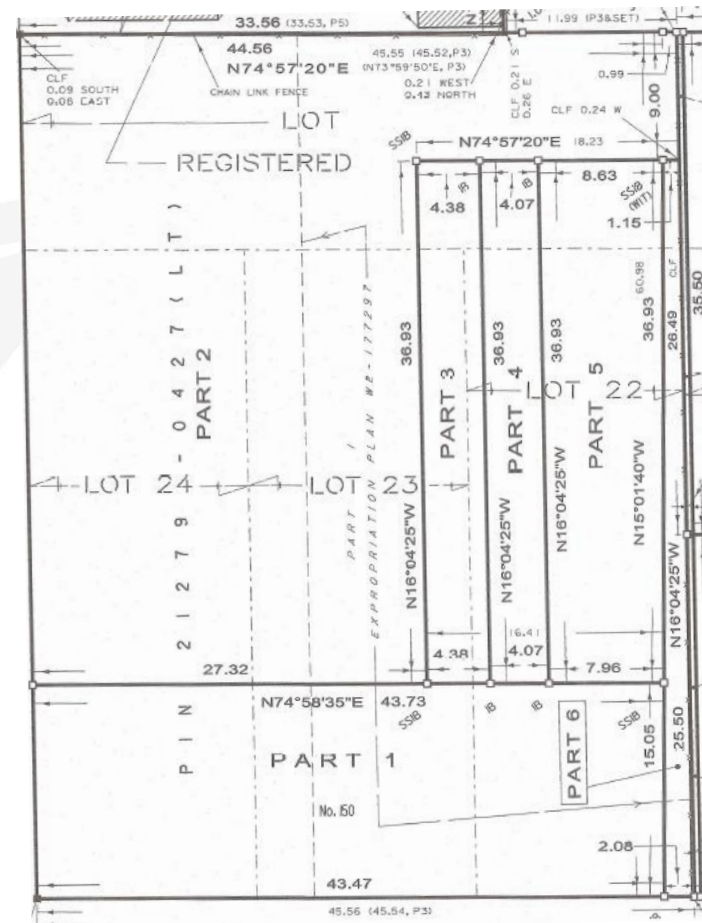 33.56 (33.53, P5)
44.56
N74°57'20"E
CLF
0.09 SOUTH
0.08 EAST
CHAIN LINK FENCE
45.55 (45.52,P3)
(N73°59'50"E, P3)
0.21 WEST
0.43 NORTH
11.99 (P3&SET)
CLF 0.21 S
0.26 E
0.99
9.00
CLF 0.24 W
LOT
REGISTERED
SSIB
N74°57'20"E 18.23
4.38
IB
4.07
IB
8.63
SSIB
(WIT)
1.15
PIN 21279-0427(LT)
PART 2
36.93
PART 3
36.93
PART 4
36.93
PART 5
60.98
36.93
CLF
26.49
35.50
LOT 22
LOT 24
LOT 23
PART 1
EXPROPRIATION PLAN WR-177297
N16°04'25"W
N16°04'25"W
N16°04'25"W
N15°01'40"W
N16°04'25"W
27.32
4.38
(6.41)
4.07
7.96
N74°58'35"E 43.73
SSIB
IB
IB
SSIB
PART 1
No. 150
PART 6
15.05
25.50
2.08
43.47
45.56 (45.54, P3)